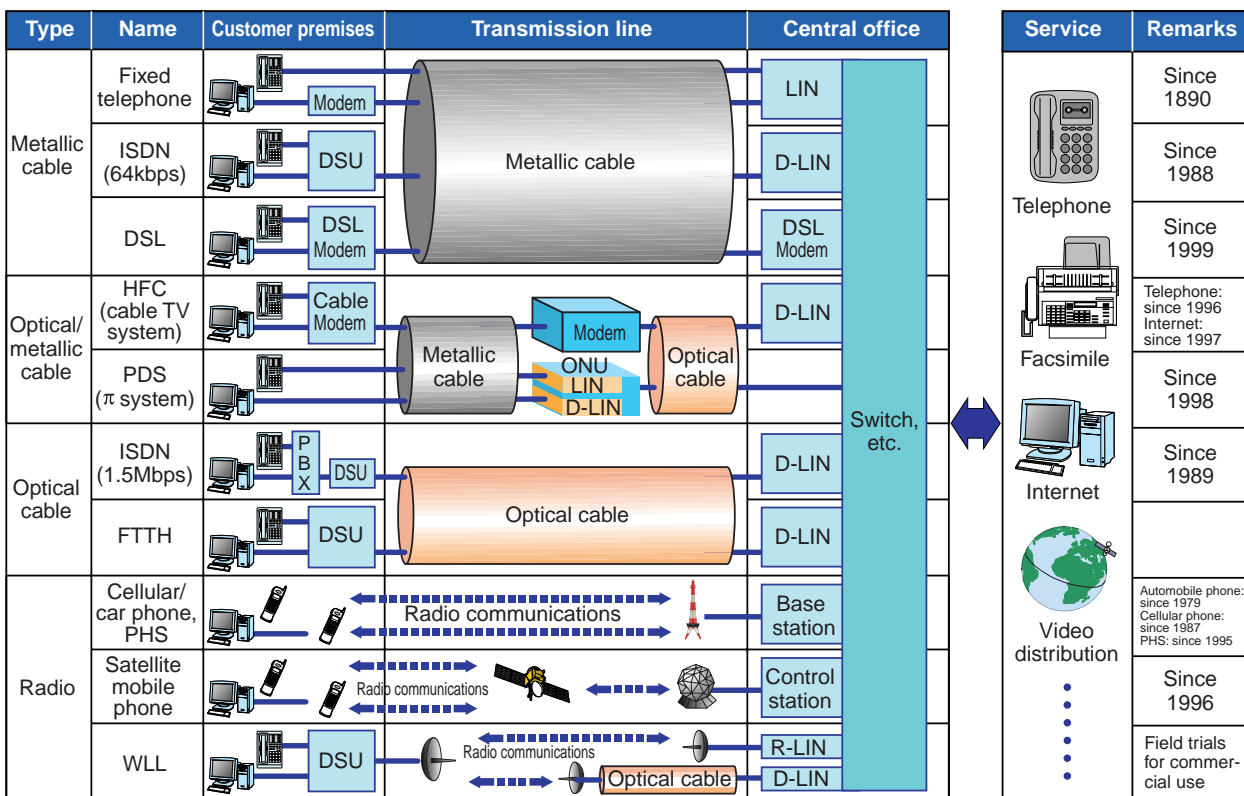 Type Name Customer premises Transmission line Central office Service Remarks
Metallic
cable
Fixed
telephone
Modem
LIN
Since
1890
ISDN
(64kbps)
DSU
Metallic cable
D-LIN
Since
1988
DSL
DSL
Modem
DSL
Modem
Since
1999
Optical/
metallic
cable
HFC
(cable TV
system)
Cable
Modem
Modem
D-LIN
Telephone:
since 1996
Internet:
since 1997
PDS
(π system)
Metallic
cable
ONU
LIN
D-LIN
Optical
cable
Since
1998
Optical
cable
ISDN
(1.5Mbps)
P
B
X
DSU
D-LIN
Since
1989
Optical cable
FTTH
DSU
D-LIN
Radio
Cellular/
car phone,
PHS
Radio communications
Base
station
Automobile phone:
since 1979
Cellular phone:
since 1987
PHS: since 1995
Satellite
mobile
phone
Radio communications
Control
station
Since
1996
WLL
DSU
Radio communications
Optical cable
R-LIN
D-LIN
Field trials
for commer-
cial use
Switch,
etc.
Telephone
Facsimile
Internet
Video
distribution